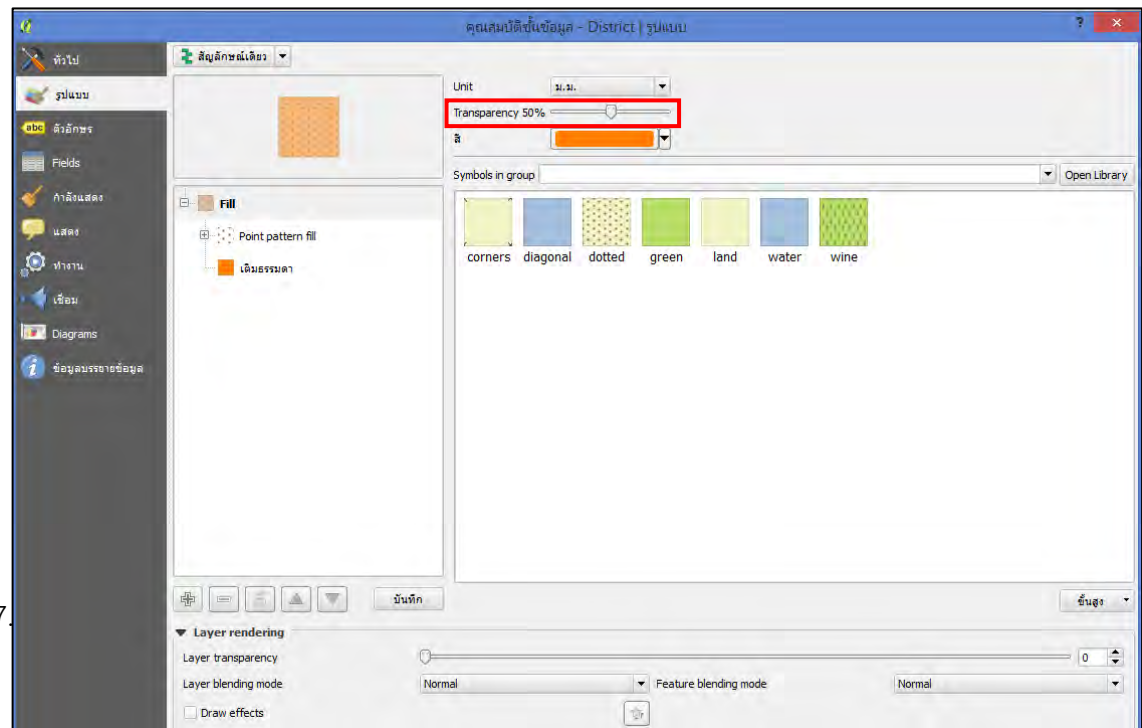 คุณสมบัติชั้นข้อมูล - District | รูปแบบ
?
ทั่วไป
รูปแบบ
abc ตัวอักษร
Fields
กำลังแสดง
แสดง
ทำงาน
เชื่อม
Diagrams
ข้อมูลบรรยายข้อมูล
สัญลักษณ์เดียว
Unit ม.ม.
Transparency 50%
สี
Symbols in group
Open Library
Fill
Point pattern fill
เติมธรรมดา
corners diagonal dotted green land water wine
บันทึก
ขั้นสูง
7.
Layer rendering
Layer transparency 0
Layer blending mode Normal Feature blending mode Normal
Draw effects